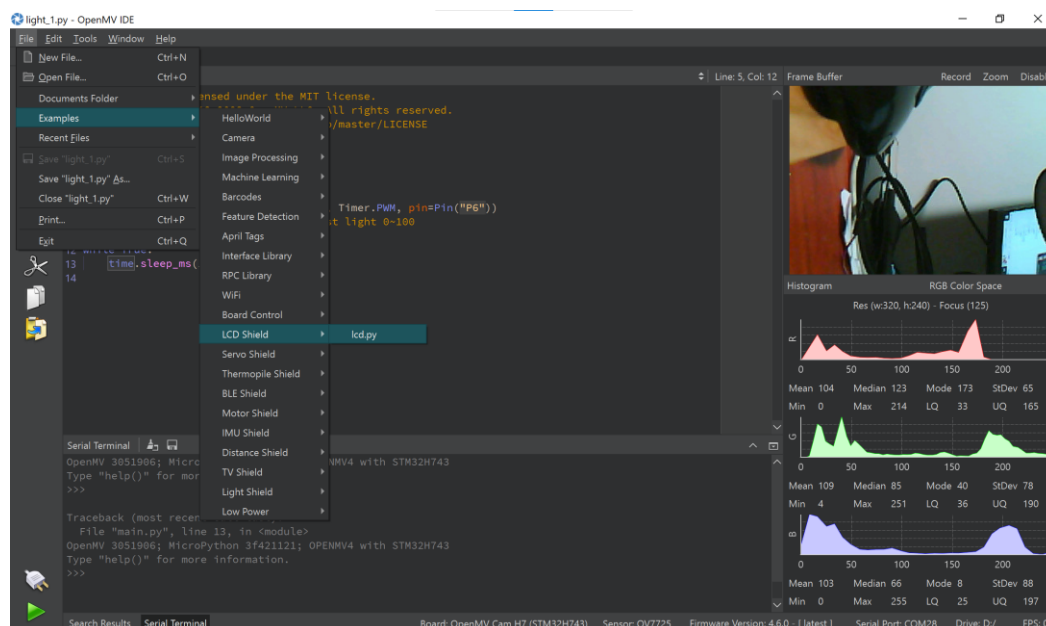 light_1.py - OpenMV IDE
File Edit Tools Window Help
New File... Ctrl+N
Open File... Ctrl+O
Documents Folder
Examples
Recent Files
Save "light_1.py" Ctrl+S
Save "light_1.py" As...
Close "light_1.py" Ctrl+W
Print... Ctrl+P
Exit Ctrl+Q
HelloWorld
Camera
Image Processing
Machine Learning
Barcodes
Feature Detection
April Tags
Interface Library
RPC Library
WiFi
Board Control
LCD Shield
lcd.py
Servo Shield
Thermopile Shield
BLE Shield
Motor Shield
IMU Shield
Distance Shield
TV Shield
Light Shield
Low Power
Line: 5, Col: 12
ensed under the MIT license.
All rights reserved.
/master/LICENSE
Timer.PWM, pin=Pin("P6"))
light 0~100
12 while True:
13 time.sleep_ms(
14
Serial Terminal
OpenMV 3051906; Micro NMV4 with STM32H743
Type "help()" for mor
>>>
Traceback (most recen
File "main.py", line 13, in <module>
OpenMV 3051906; MicroPython 3f421121; OPENMV4 with STM32H743
Type "help()" for more information.
>>>
Search Results Serial Terminal
Frame Buffer Record Zoom Disabl
Histogram RGB Color Space
Res (w:320, h:240) - Focus (125)
R
0 50 100 150 200
Mean 104 Median 123 Mode 173 StDev 65
Min 0 Max 214 LQ 33 UQ 165
G
0 50 100 150 200
Mean 109 Median 85 Mode 40 StDev 78
Min 4 Max 251 LQ 36 UQ 190
B
0 50 100 150 200
Mean 103 Median 66 Mode 8 StDev 88
Min 0 Max 255 LQ 25 UQ 197
Board: OpenMV Cam H7 (STM32H743) Sensor: OV7725 Firmware Version: 4.6.0 - [ latest ] Serial Port: COM28 Drive: D:/ FPS: